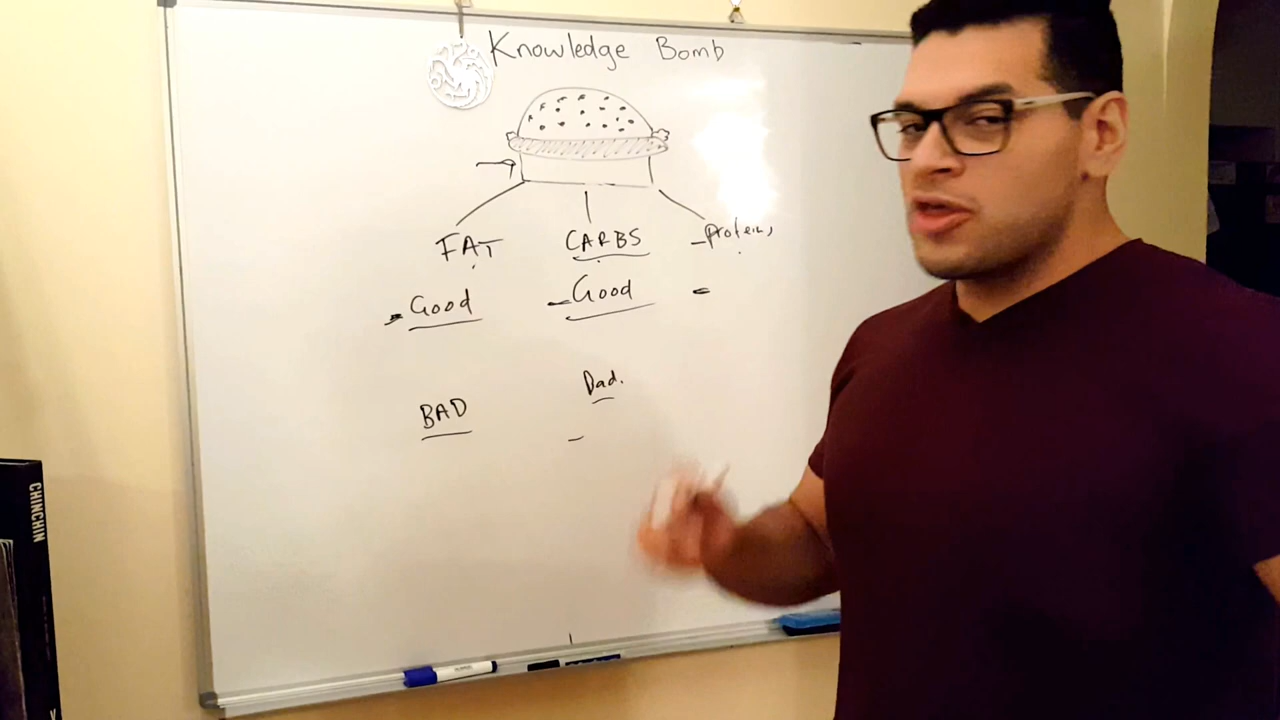 Knowledge Bomb
FAT CARBS Protein,
Good Good
Dad.
BAD
CHINCHIN